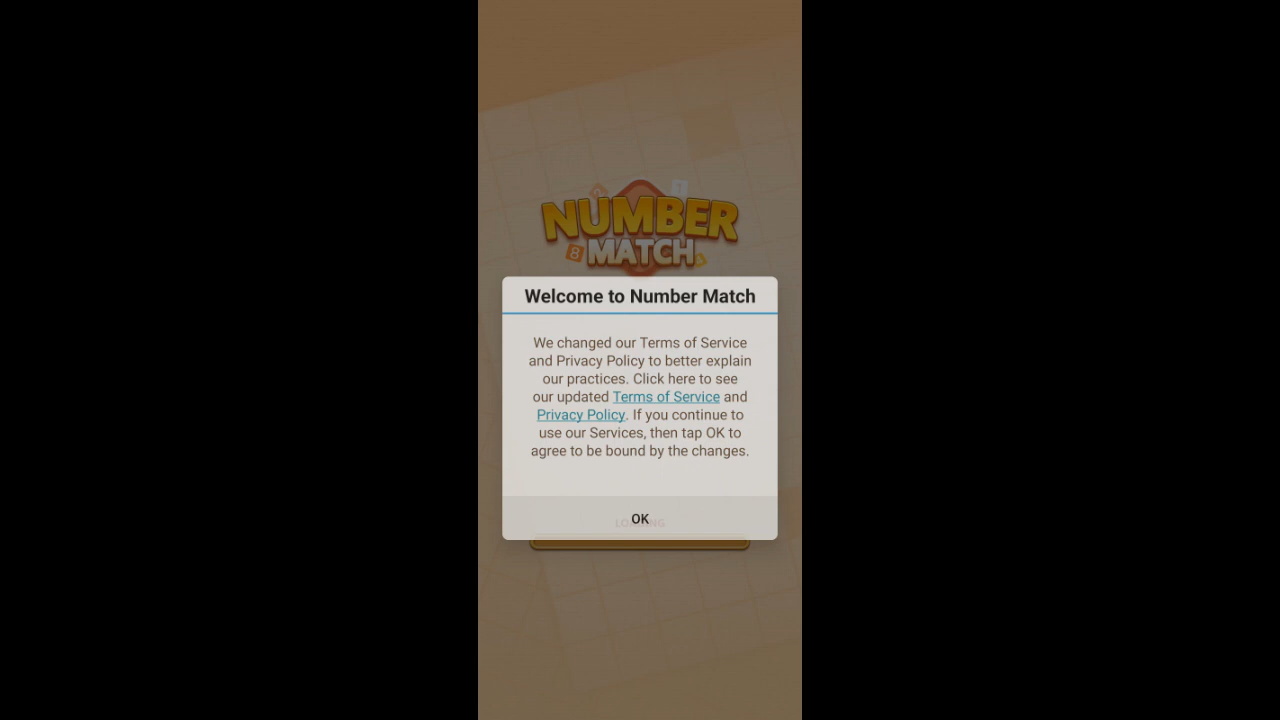 NUMBER
8 MATCH
Welcome to Number Match
We changed our Terms of Service
and Privacy Policy to better explain
our practices. Click here to see
our updated Terms of Service and
Privacy Policy. If you continue to
use our Services, then tap OK to
agree to be bound by the changes.
OK
LOADING